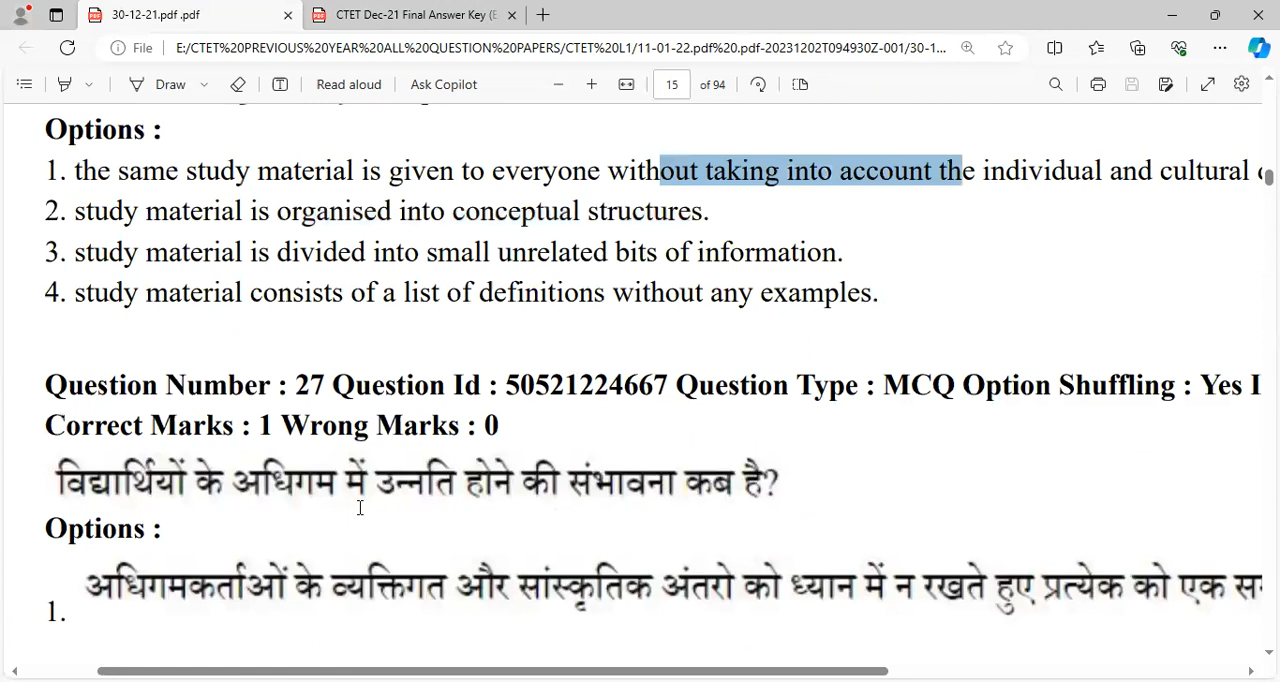 30-12-21.pdf .pdf
CTET Dec-21 Final Answer Key (E
File
E:/CTET%20PREVIOUS%20YEAR%20ALL%20QUESTION%20PAPERS/CTET%20L1/11-01-22.pdf%20.pdf-20231202T094930Z-001/30-1...
Draw
Read aloud
Ask Copilot
15 of 94
Options :
1. the same study material is given to everyone without taking into account the individual and cultural
2. study material is organised into conceptual structures.
3. study material is divided into small unrelated bits of information.
4. study material consists of a list of definitions without any examples.
Question Number : 27 Question Id : 50521224667 Question Type : MCQ Option Shuffling : Yes I
Correct Marks : 1 Wrong Marks : 0
विद्यार्थियों के अधिगम में उन्नति होने की संभावना कब है?
Options :
अधिगमकर्ताओं के व्यक्तिगत और सांस्कृतिक अंतरो को ध्यान में न रखते हुए प्रत्येक को एक
1.